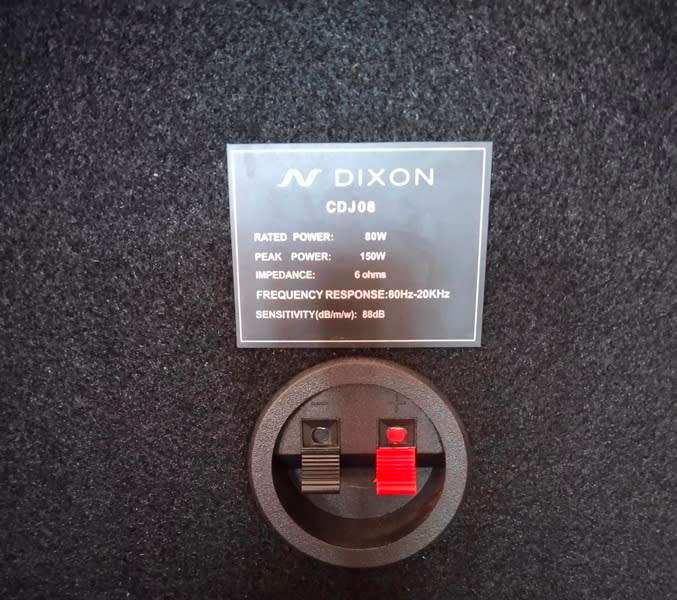 DIXON
CDJ08
RATED POWER: 80W
PEAK POWER: 150W
IMPEDANCE: 6 ohms
FREQUENCY RESPONSE:80Hz-20KHz
SENSITIVITY(dB/m/w): 88dB